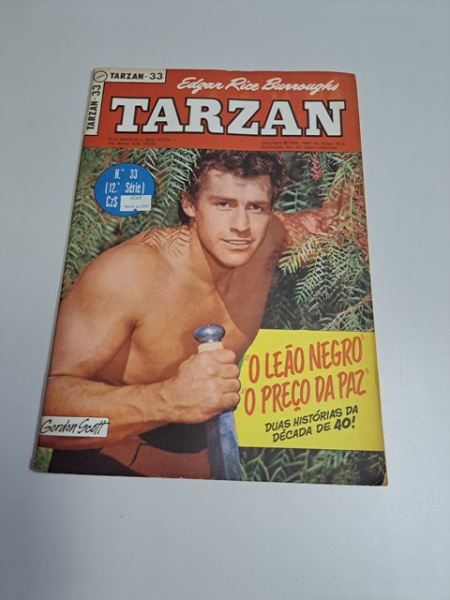 TARZAN-33
TARZAN-33
Edgar Rice Burroughs
TARZAN
N.º 33
(12.ª Série)
Cz$
"O LEÃO NEGRO"
"O PREÇO DA PAZ"
DUAS HISTÓRIAS DA
DÉCADA DE 40!
Gordon Scott